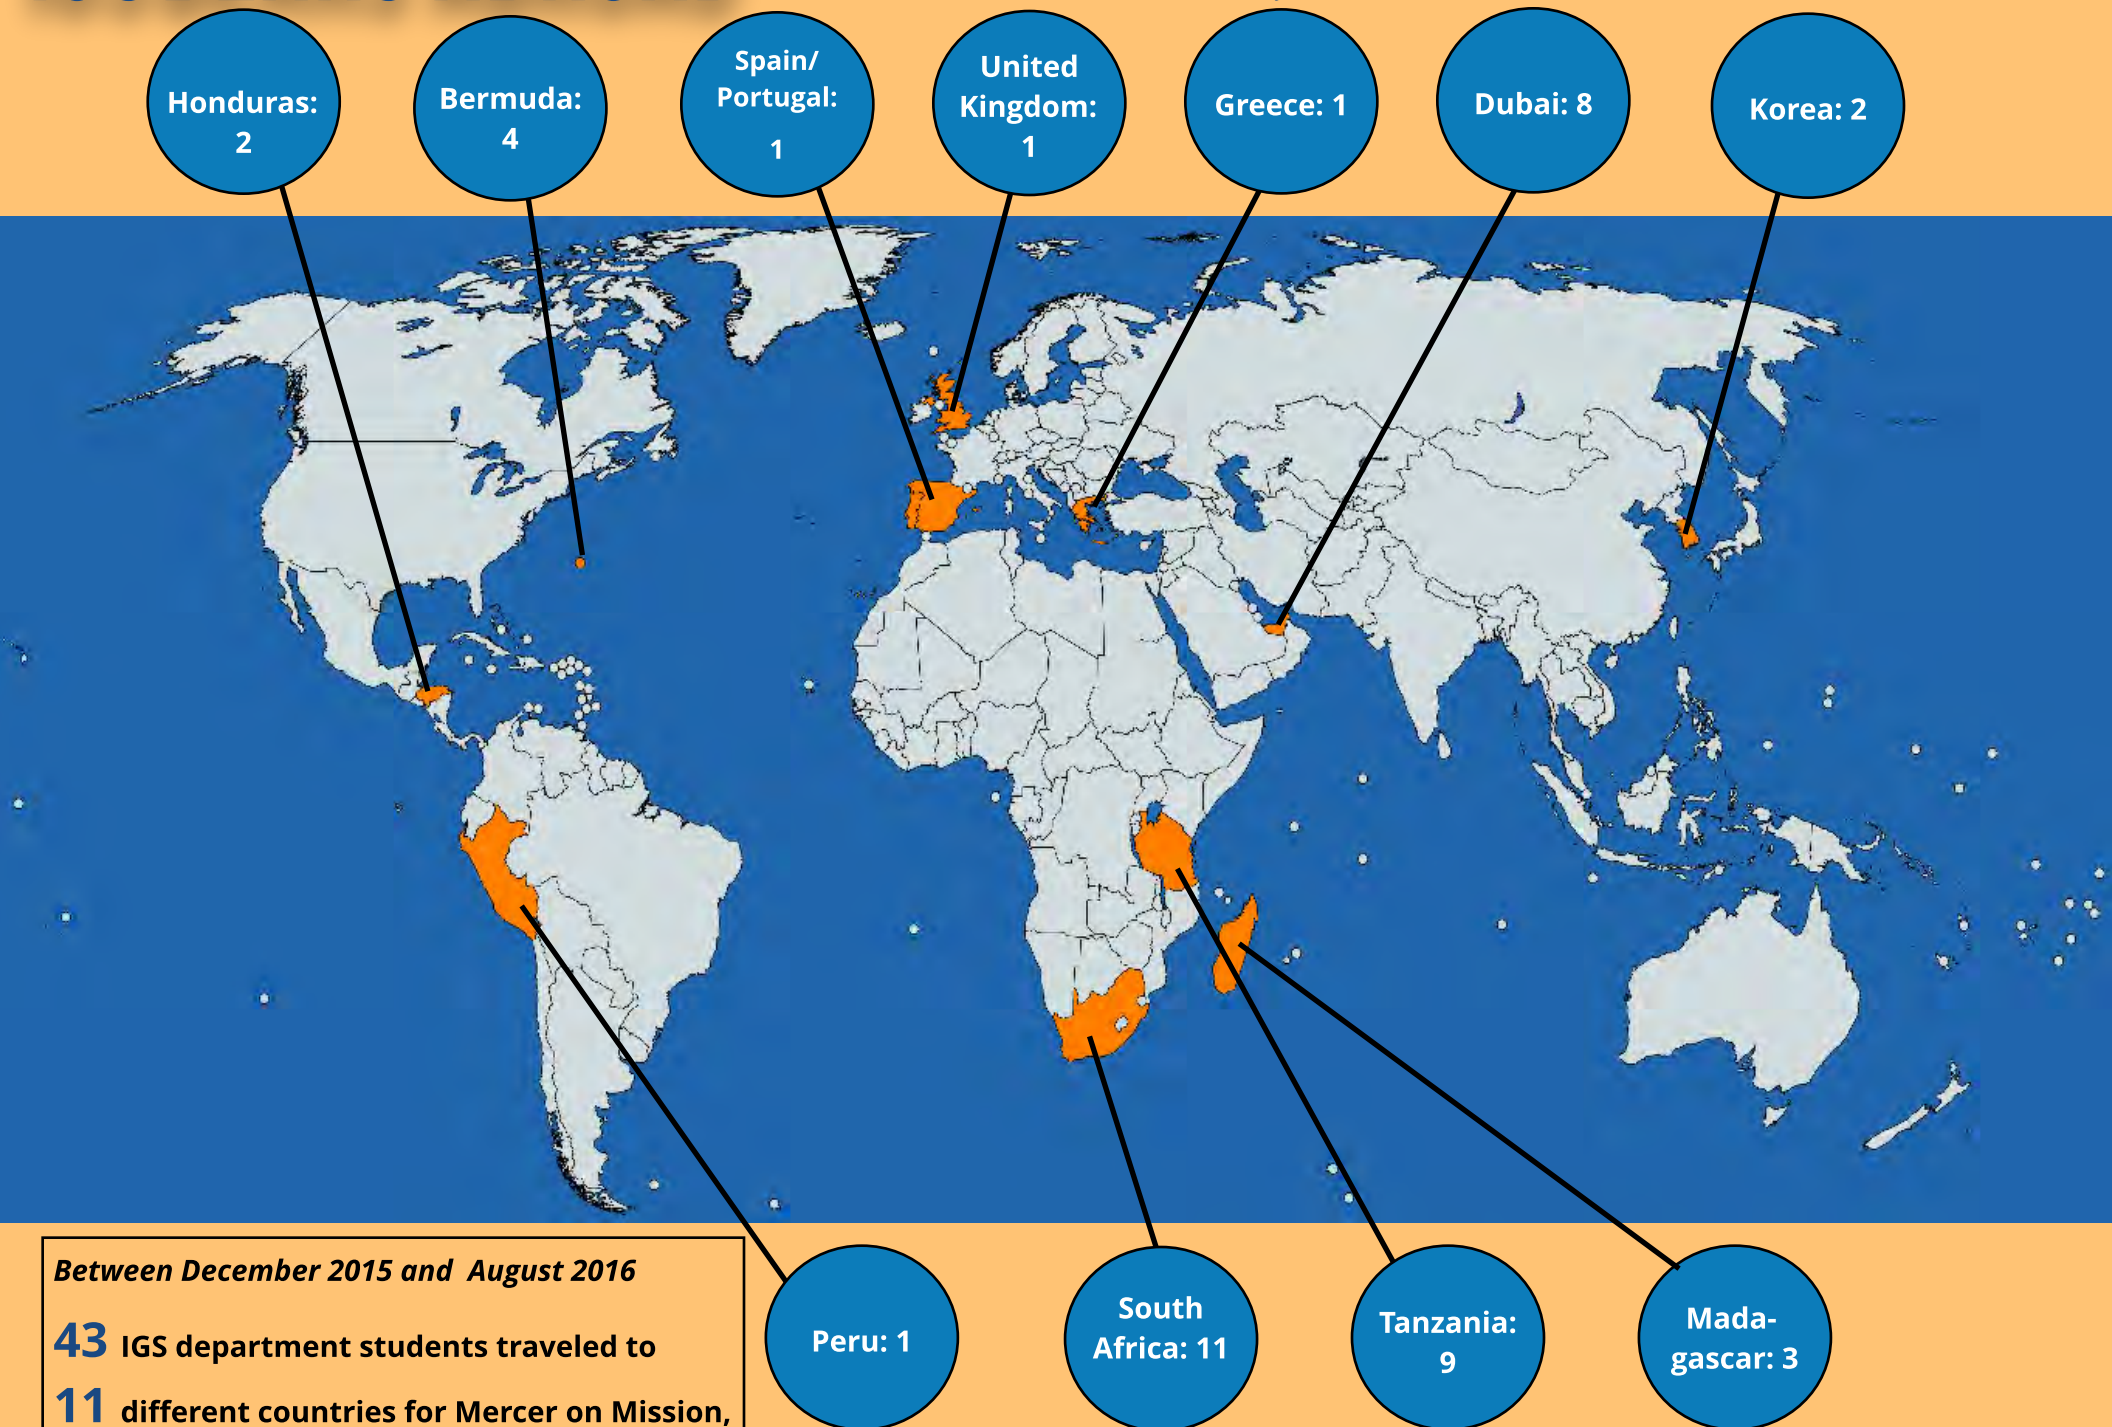 Honduras:
2
Bermuda:
4
Spain/
Portugal:
1
United
Kingdom:
1
Greece: 1
Dubai: 8
Korea: 2
Between December 2015 and August 2016
43 IGS department students traveled to
11 different countries for Mercer on Mission,
Peru: 1
South
Africa: 11
Tanzania:
9
Mada-
gascar: 3